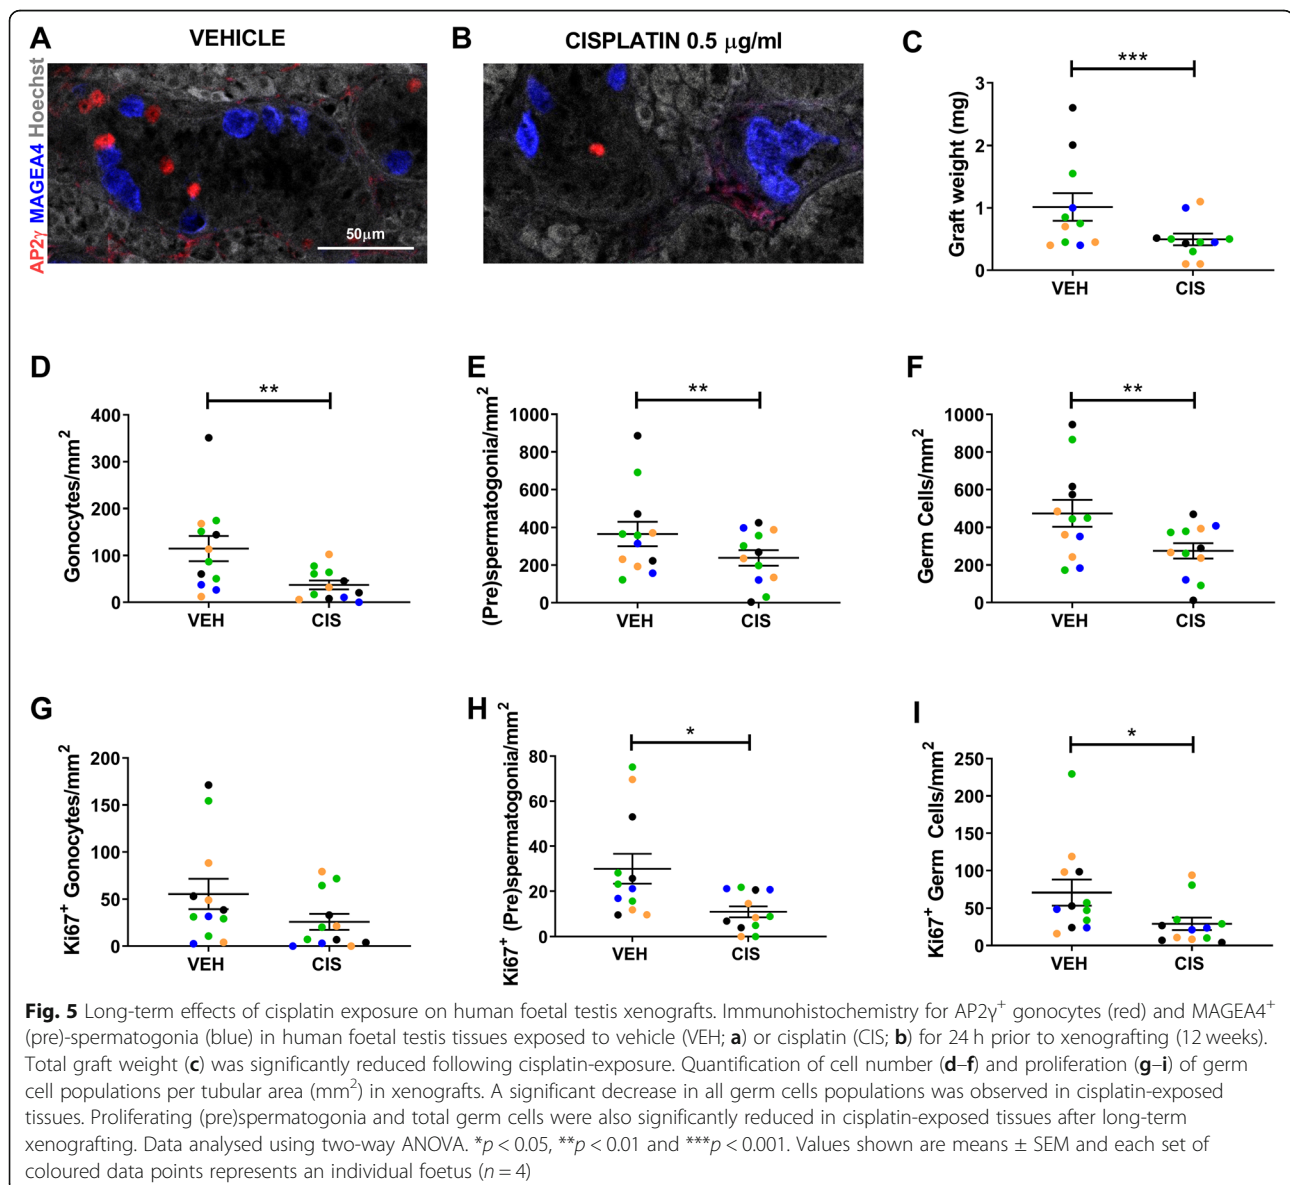 A
VEHICLE
B
CISPLATIN 0.5 μg/ml
AP2γ MAGEA4 Hoechst
50μm
C
***
Graft weight (mg)
3
2
1
0
VEH
CIS
D
**
Gonocytes/mm²
400
300
200
100
0
VEH
CIS
E
**
(Pre)spermatogonia/mm²
1000
800
600
400
200
0
VEH
CIS
F
**
Germ Cells/mm²
1000
800
600
400
200
0
VEH
CIS
G
Ki67⁺ Gonocytes/mm²
200
150
100
50
0
VEH
CIS
H
*
Ki67⁺ (Pre)spermatogonia/mm²
80
60
40
20
0
VEH
CIS
I
*
Ki67⁺ Germ Cells/mm²
250
200
150
100
50
0
VEH
CIS
Fig. 5 Long-term effects of cisplatin exposure on human foetal testis xenografts. Immunohistochemistry for AP2γ⁺ gonocytes (red) and MAGEA4⁺
(pre)-spermatogonia (blue) in human foetal testis tissues exposed to vehicle (VEH; a) or cisplatin (CIS; b) for 24 h prior to xenografting (12 weeks).
Total graft weight (c) was significantly reduced following cisplatin-exposure. Quantification of cell number (d–f) and proliferation (g–i) of germ
cell populations per tubular area (mm²) in xenografts. A significant decrease in all germ cells populations was observed in cisplatin-exposed
tissues. Proliferating (pre)spermatogonia and total germ cells were also significantly reduced in cisplatin-exposed tissues after long-term
xenografting. Data analysed using two-way ANOVA. *p < 0.05, **p < 0.01 and ***p < 0.001. Values shown are means ± SEM and each set of
coloured data points represents an individual foetus (n = 4)